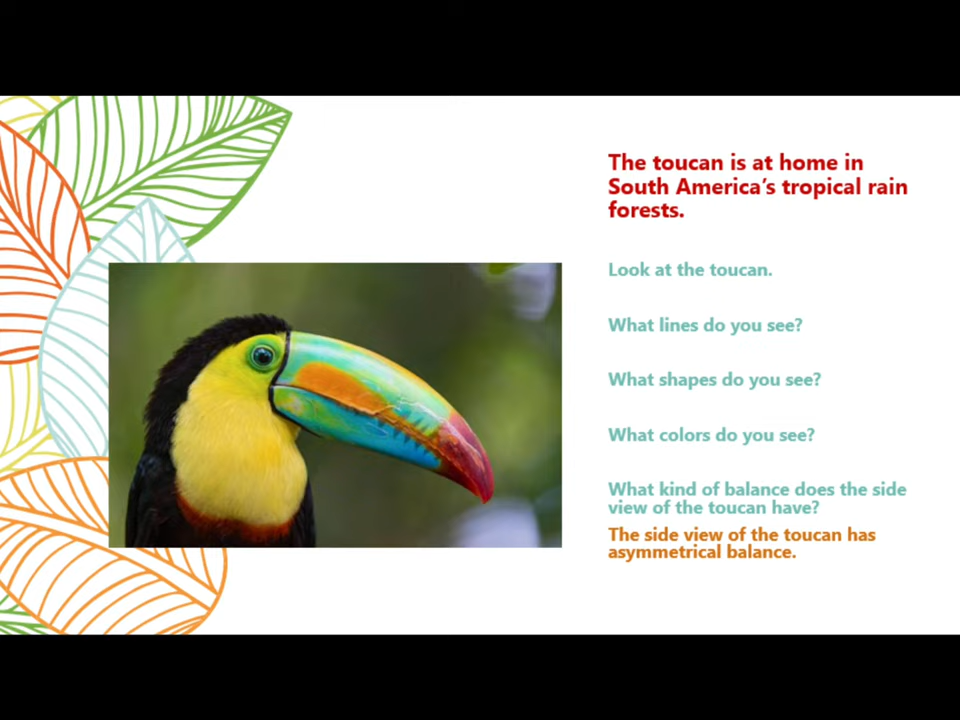 The toucan is at home in
South America's tropical rain
forests.
Look at the toucan.
What lines do you see?
What shapes do you see?
What colors do you see?
What kind of balance does the side
view of the toucan have?
The side view of the toucan has
asymmetrical balance.